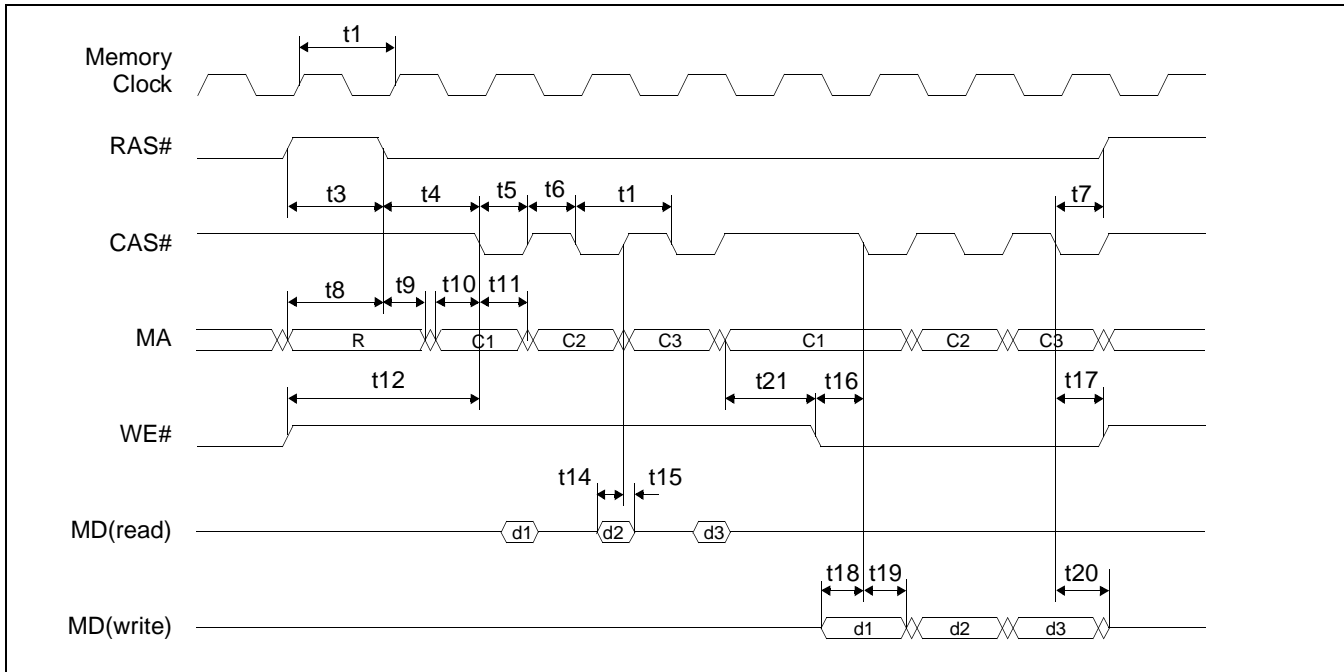 t1
Memory
Clock
RAS#
t3 t4 t5 t6 t1 t7
CAS#
t8 t9 t10 t11
MA R C1 C2 C3 C1 C2 C3
t12 t21 t16 t17
WE#
t14 t15
MD(read) d1 d2 d3
t18 t19 t20
MD(write) d1 d2 d3